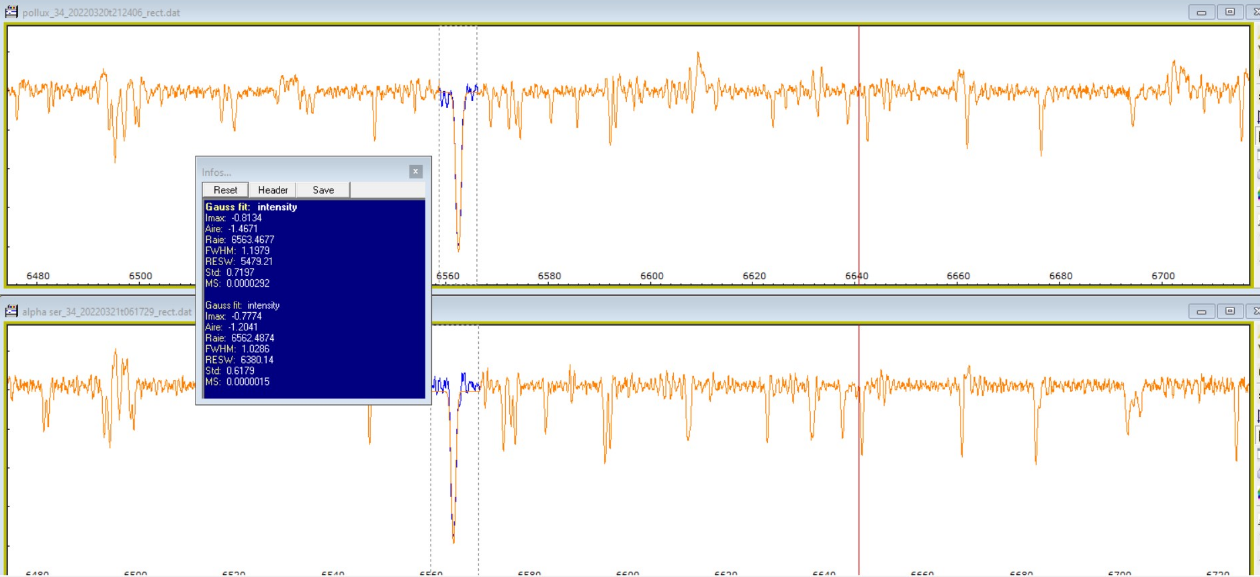 pollux_34_20220320t212406_rect.dat
Infos...
Reset Header Save
Gauss fit: intensity
Imax: -0.8134
Aire: -1.4671
Raie: 6563.4677
FWHM: 1.1979
RESW: 5479.21
Std: 0.7197
MS: 0.0000292
Gauss fit: intensity
Imax: -0.7774
Aire: -1.2041
Raie: 6562.4874
FWHM: 1.0286
RESW: 6380.14
Std: 0.6179
MS: 0.0000015
6480 6500 6560 6580 6600 6620 6640 6660 6680 6700
alpha ser_34_20220321t061729_rect.dat
6480 6500 6520 6540 6560 6580 6600 6620 6640 6660 6680 6700 6720